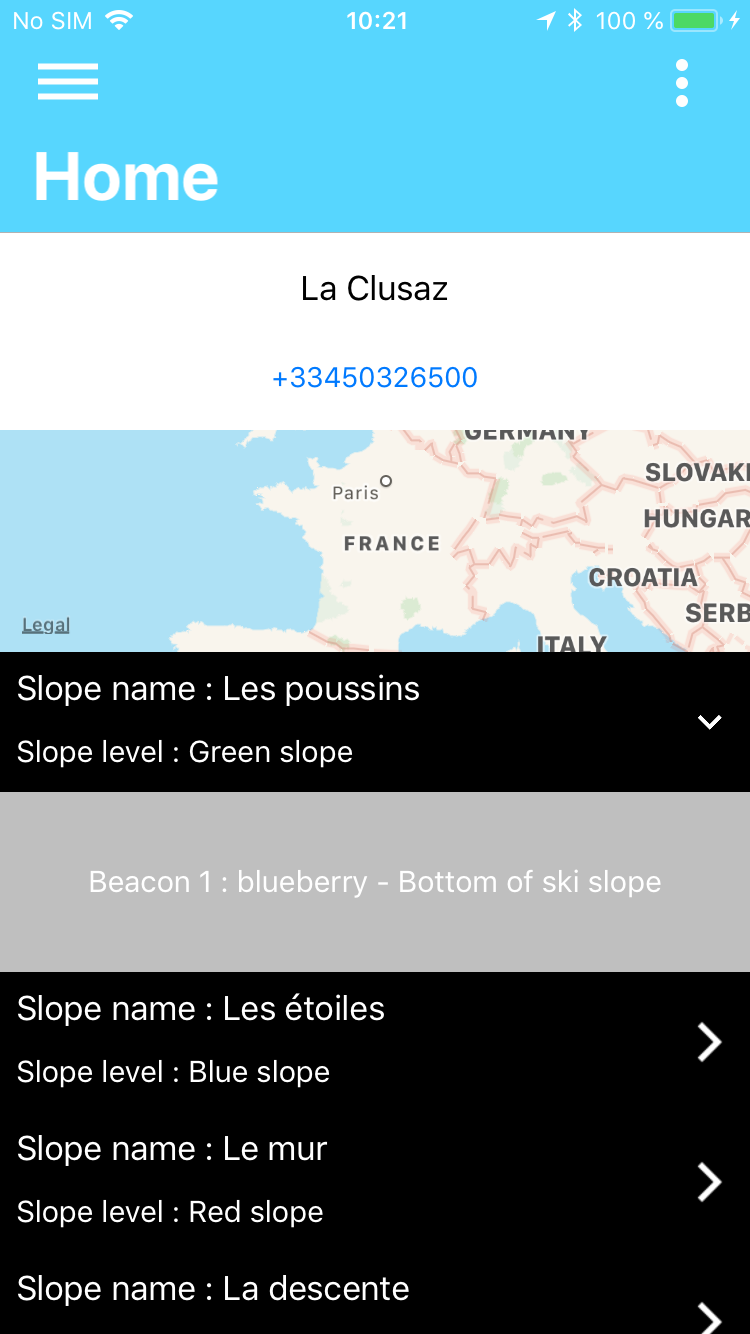 No SIM 10:21 100 %
Home
La Clusaz
+33450326500
GERMANY
SLOVAKI
Paris
HUNGAR
FRANCE
CROATIA
SERB
Legal
ITALY
Slope name : Les poussins
Slope level : Green slope
Beacon 1 : blueberry - Bottom of ski slope
Slope name : Les étoiles
Slope level : Blue slope
Slope name : Le mur
Slope level : Red slope
Slope name : La descente